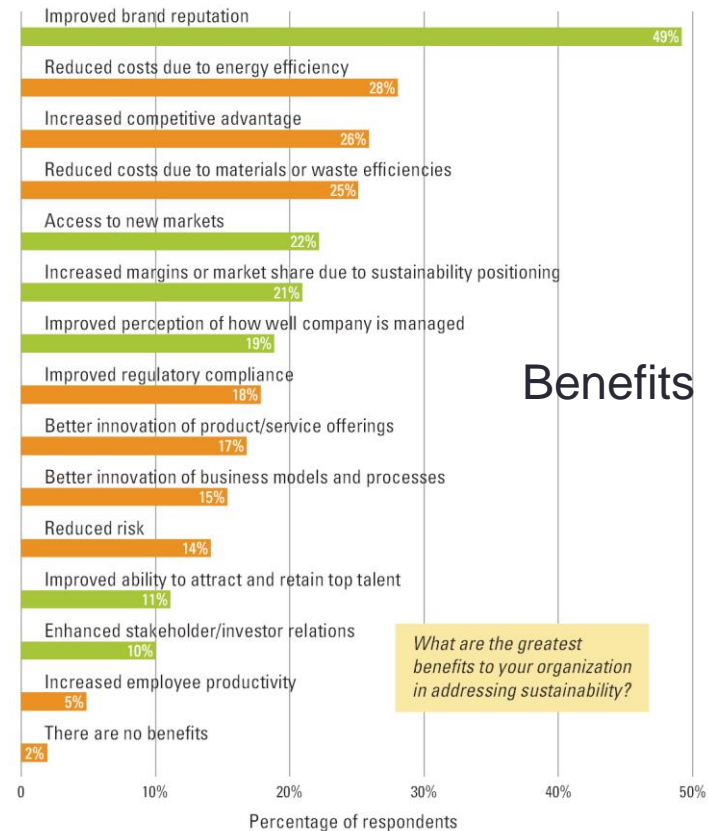 Improved brand reputation
49%
Reduced costs due to energy efficiency
28%
Increased competitive advantage
26%
Reduced costs due to materials or waste efficiencies
25%
Access to new markets
22%
Increased margins or market share due to sustainability positioning
21%
Improved perception of how well company is managed
19%
Improved regulatory compliance
18%
Benefits
Better innovation of product/service offerings
17%
Better innovation of business models and processes
15%
Reduced risk
14%
Improved ability to attract and retain top talent
11%
Enhanced stakeholder/investor relations
10%
What are the greatest
benefits to your organization
in addressing sustainability?
Increased employee productivity
5%
There are no benefits
2%
0 10% 20% 30% 40% 50%
Percentage of respondents